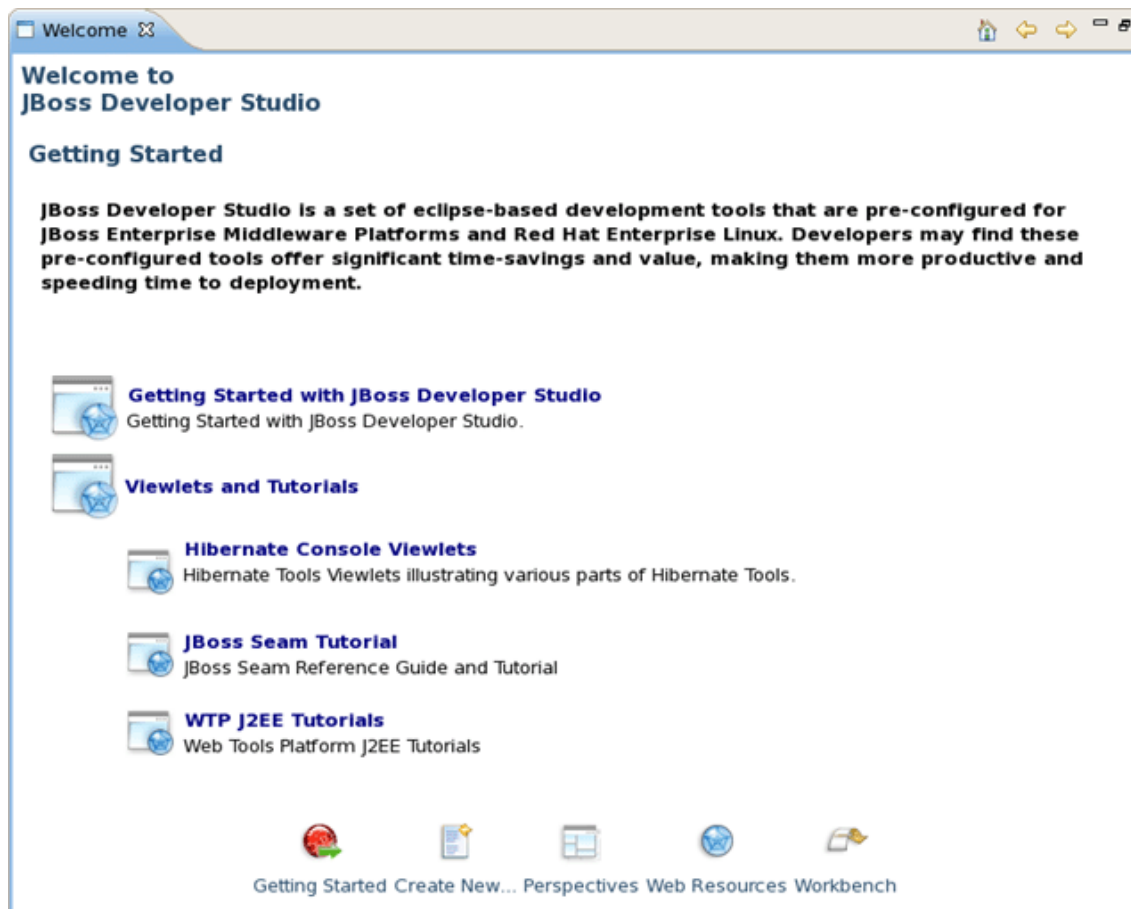 Welcome
Welcome to
JBoss Developer Studio
Getting Started
JBoss Developer Studio is a set of eclipse-based development tools that are pre-configured for
JBoss Enterprise Middleware Platforms and Red Hat Enterprise Linux. Developers may find these
pre-configured tools offer significant time-savings and value, making them more productive and
speeding time to deployment.
Getting Started with JBoss Developer Studio
Getting Started with JBoss Developer Studio.
Viewlets and Tutorials
Hibernate Console Viewlets
Hibernate Tools Viewlets illustrating various parts of Hibernate Tools.
JBoss Seam Tutorial
JBoss Seam Reference Guide and Tutorial
WTP J2EE Tutorials
Web Tools Platform J2EE Tutorials
Getting Started Create New... Perspectives Web Resources Workbench